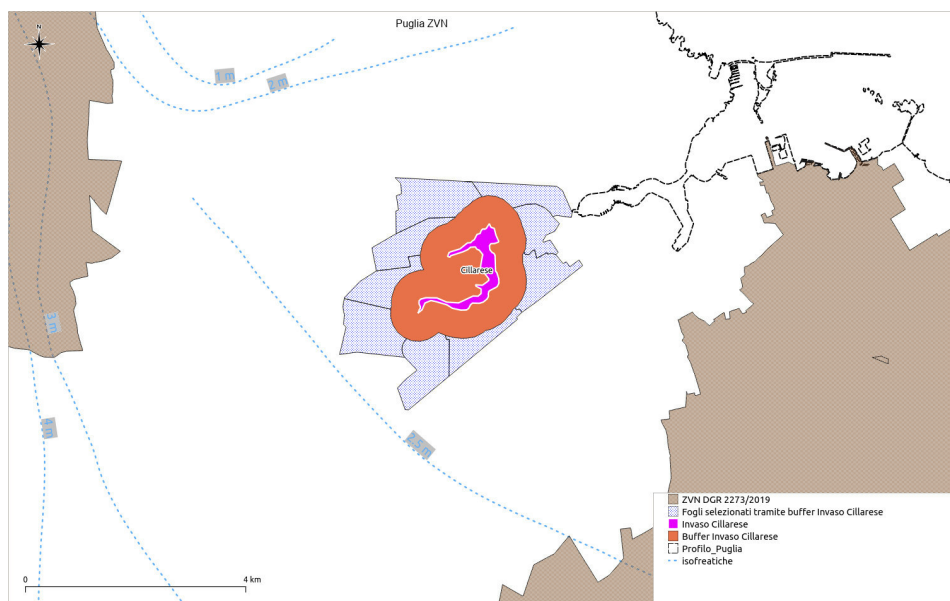 Puglia ZVN
N
1 m
2 m
Cillarese
3 m
4 m
2.5 m
ZVN DGR 2273/2019
Fogli selezionati tramite buffer Invaso Cillarese
Invaso Cillarese
Buffer Invaso Cillarese
Profilo_Puglia
isofreatiche
0 4 km